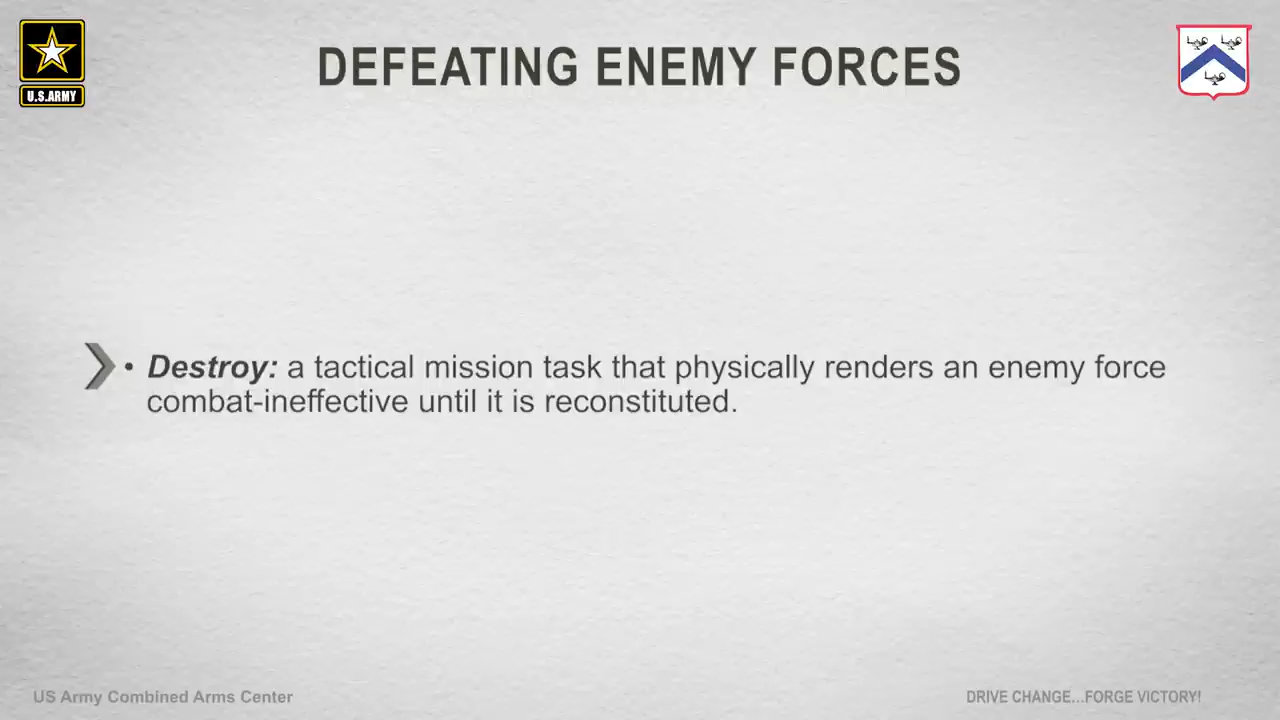 U.S.ARMY
DEFEATING ENEMY FORCES
• Destroy: a tactical mission task that physically renders an enemy force
combat-ineffective until it is reconstituted.
US Army Combined Arms Center
DRIVE CHANGE...FORGE VICTORY!